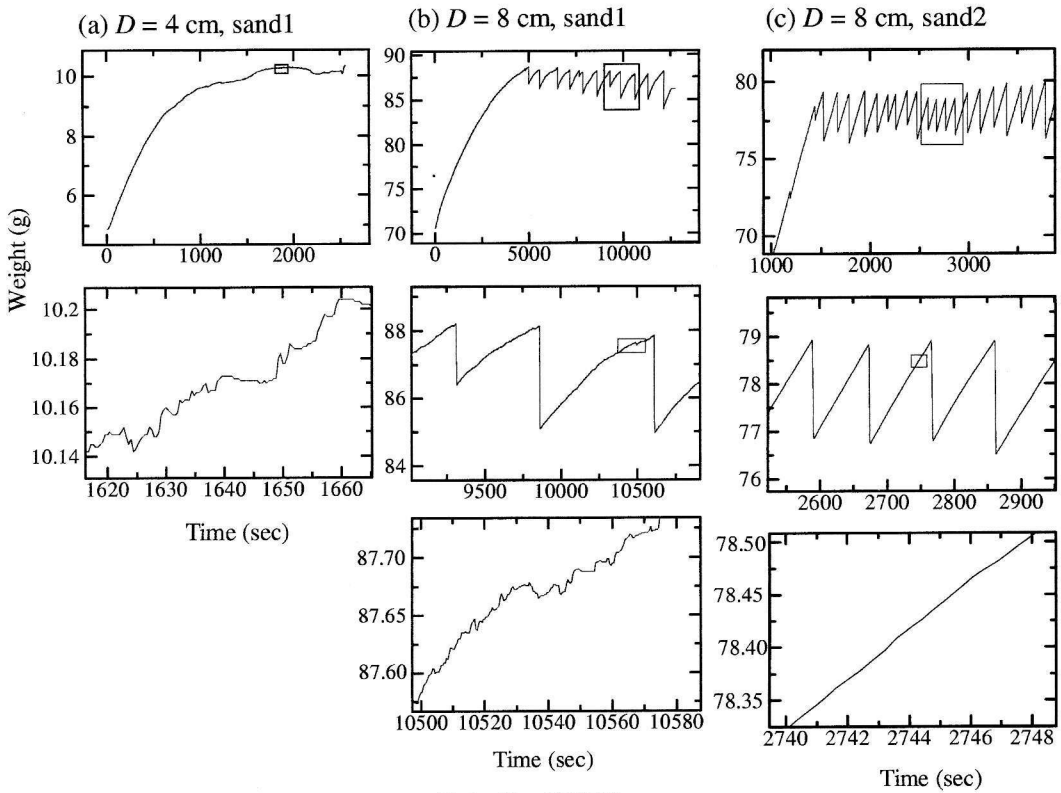 (a) D = 4 cm, sand1
(b) D = 8 cm, sand1
(c) D = 8 cm, sand2
Weight (g)
10
8
6
0 1000 2000
90
85
80
75
70
0 5000 10000
80
75
70
1000 2000 3000
10.2
10.18
10.16
10.14
1620 1630 1640 1650 1660
Time (sec)
88
86
84
9500 10000 10500
79
78
77
76
2600 2700 2800 2900
87.70
87.65
87.60
10500 10520 10540 10560 10580
Time (sec)
78.50
78.45
78.40
78.35
2740 2742 2744 2746 2748
Time (sec)